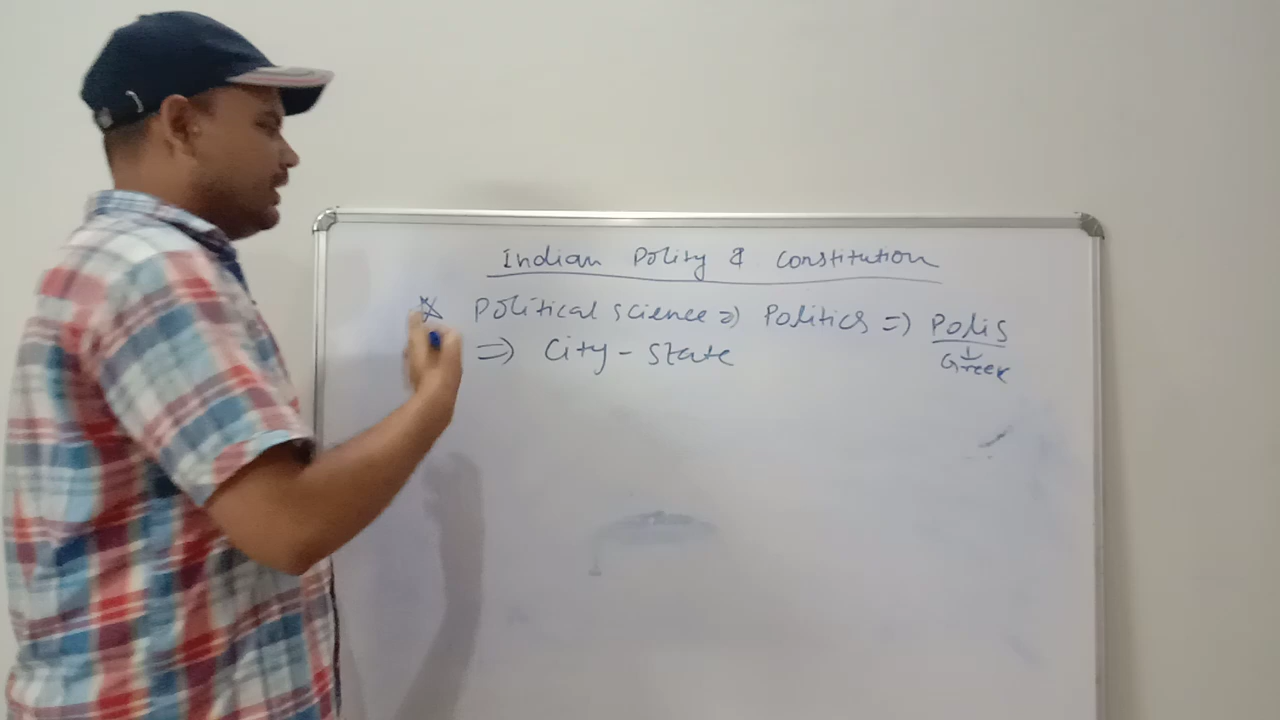 Indian Polity & Constitution
Political science => Politics => Polis
↓
Greek
=> City-State